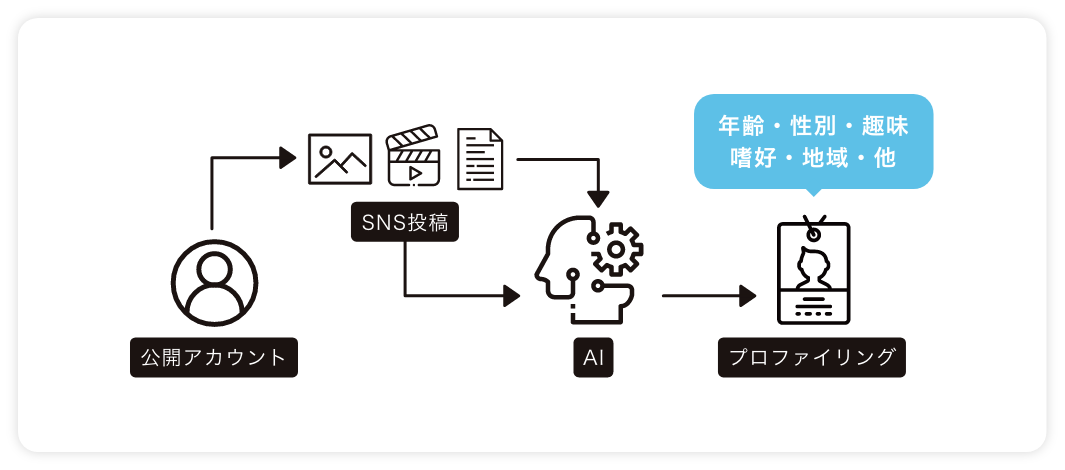 年齢・性別・趣味
嗜好・地域・他
SNS投稿
公開アカウント
AI
プロファイリング